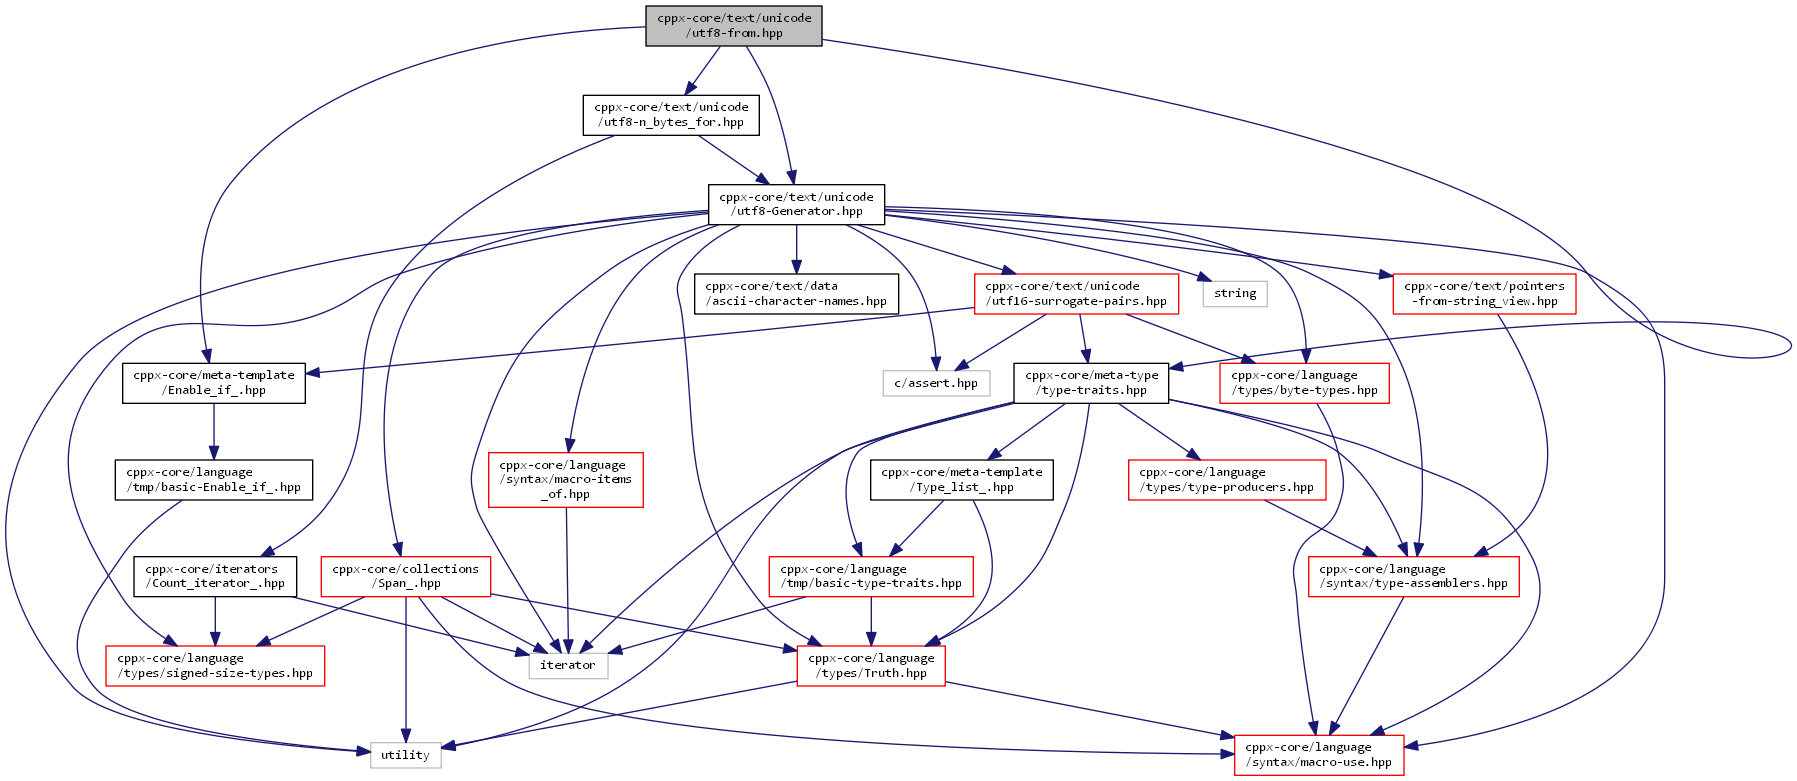 cppx-core/text/unicode
/utf8-from.hpp
cppx-core/text/unicode
/utf8-n_bytes_for.hpp
cppx-core/text/unicode
/utf8-Generator.hpp
cppx-core/text/data
/ascii-character-names.hpp
cppx-core/text/unicode
/utf16-surrogate-pairs.hpp
string
cppx-core/text/pointers
-from-string_view.hpp
cppx-core/meta-template
/Enable_if_.hpp
c/assert.hpp
cppx-core/meta-type
/type-traits.hpp
cppx-core/language
/types/byte-types.hpp
cppx-core/language
/tmp/basic-Enable_if_.hpp
cppx-core/language
/syntax/macro-items
_of.hpp
cppx-core/meta-template
/Type_list_.hpp
cppx-core/language
/types/type-producers.hpp
cppx-core/iterators
/Count_iterator_.hpp
cppx-core/collections
/Span_.hpp
cppx-core/language
/tmp/basic-type-traits.hpp
cppx-core/language
/syntax/type-assemblers.hpp
cppx-core/language
/types/signed-size-types.hpp
iterator
cppx-core/language
/types/Truth.hpp
utility
cppx-core/language
/syntax/macro-use.hpp